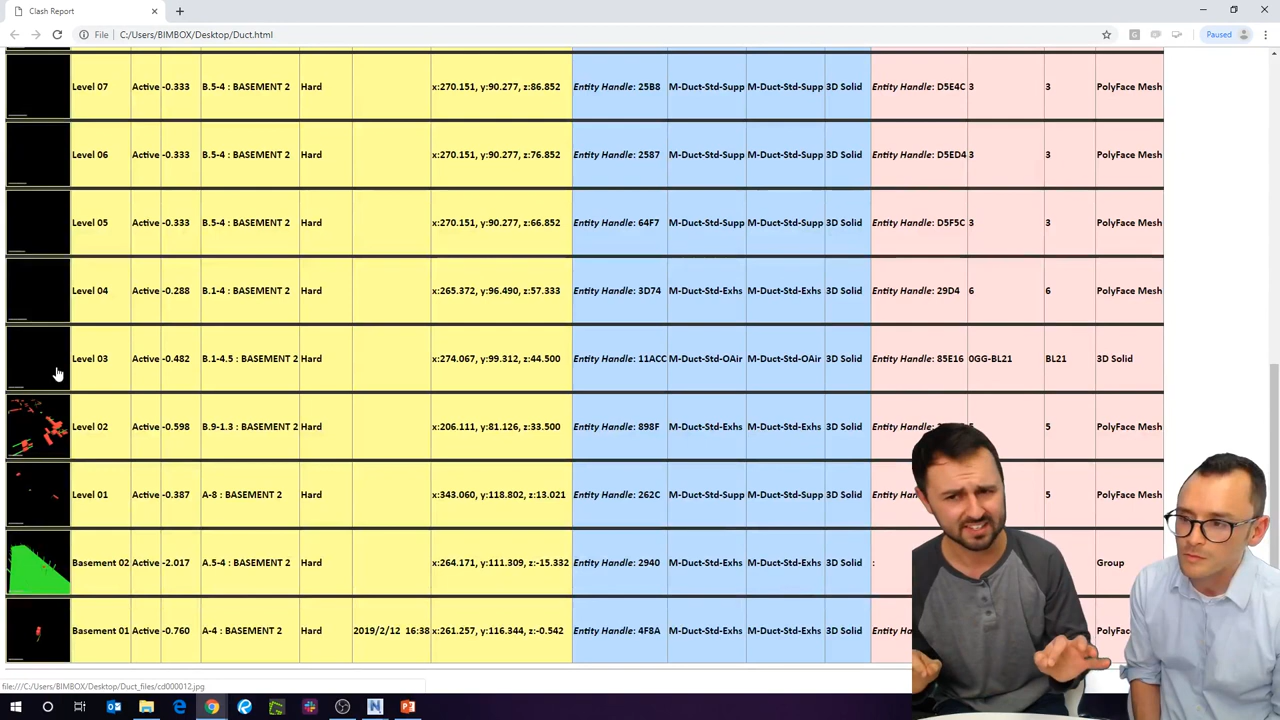 Clash Report
File C:/Users/BIMBOX/Desktop/Duct.html Paused
Level 07 Active -0.333 B.5-4 : BASEMENT 2 Hard x:270.151, y:90.277, z:86.852 Entity Handle: 25B8 M-Duct-Std-Supp M-Duct-Std-Supp 3D Solid Entity Handle: D5E4C 3 3 PolyFace Mesh
Level 06 Active -0.333 B.5-4 : BASEMENT 2 Hard x:270.151, y:90.277, z:76.852 Entity Handle: 2587 M-Duct-Std-Supp M-Duct-Std-Supp 3D Solid Entity Handle: D5ED4 3 3 PolyFace Mesh
Level 05 Active -0.333 B.5-4 : BASEMENT 2 Hard x:270.151, y:90.277, z:66.852 Entity Handle: 64F7 M-Duct-Std-Supp M-Duct-Std-Supp 3D Solid Entity Handle: D5F5C 3 3 PolyFace Mesh
Level 04 Active -0.288 B.1-4 : BASEMENT 2 Hard x:265.372, y:96.490, z:57.333 Entity Handle: 3D74 M-Duct-Std-Exhs M-Duct-Std-Exhs 3D Solid Entity Handle: 29D4 6 6 PolyFace Mesh
Level 03 Active -0.482 B.1-4.5 : BASEMENT 2 Hard x:274.067, y:99.312, z:44.500 Entity Handle: 11ACC M-Duct-Std-OAir M-Duct-Std-OAir 3D Solid Entity Handle: 85E16 0GG-BL21 BL21 3D Solid
Level 02 Active -0.598 B.9-1.3 : BASEMENT 2 Hard x:206.111, y:81.126, z:33.500 Entity Handle: 898F M-Duct-Std-Exhs M-Duct-Std-Exhs 3D Solid Entity Handle: 5 PolyFace Mesh
Level 01 Active -0.387 A-8 : BASEMENT 2 Hard x:343.060, y:118.802, z:13.021 Entity Handle: 262C M-Duct-Std-Supp M-Duct-Std-Supp 3D Solid 5 PolyFace Mesh
Basement 02 Active -2.017 A.5-4 : BASEMENT 2 Hard x:264.171, y:111.309, z:-15.332 Entity Handle: 2940 M-Duct-Std-Exhs M-Duct-Std-Exhs 3D Solid : Group
Basement 01 Active -0.760 A-4 : BASEMENT 2 Hard 2019/2/12 16:38 x:261.257, y:116.344, z:-0.542 Entity Handle: 4F8A M-Duct-Std-Exhs M-Duct-Std-Exhs 3D Solid
file:///C:/Users/BIMBOX/Desktop/Duct_files/cd000012.jpg